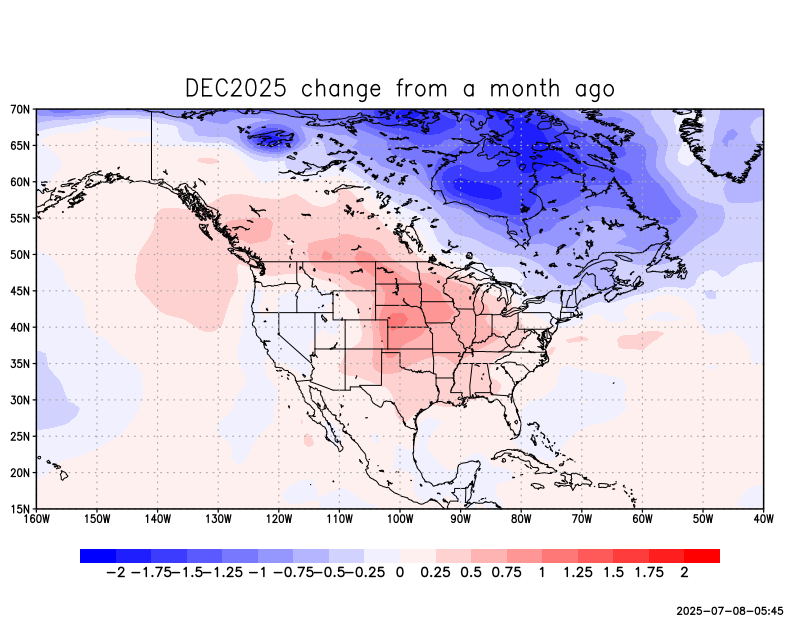 DEC2025 change from a month ago
70N
65N
60N
55N
50N
45N
40N
35N
30N
25N
20N
15N
160W 150W 140W 130W 120W 110W 100W 90W 80W 70W 60W 50W 40W
-2 -1.75 -1.5 -1.25 -1 -0.75 -0.5 -0.25 0 0.25 0.5 0.75 1 1.25 1.5 1.75 2
2025-07-08-05:45